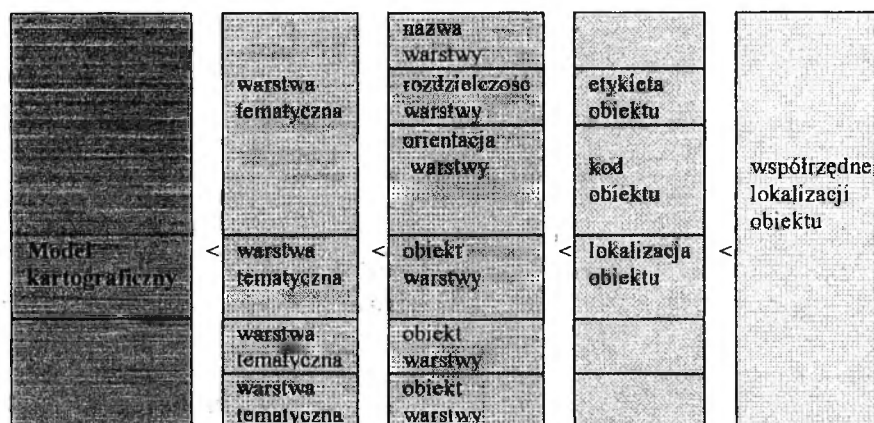 Model
kartograficzny
<
warstwa
tematyczna
warstwa
tematyczna
warstwa
tematyczna
warstwa
tematyczna
<
nazwa
warstwy
rozdzielczość
warstwy
orientacja
warstwy
obiekt
warstwy
obiekt
warstwy
obiekt
warstwy
<
etykieta
obiektu
kod
obiektu
lokalizacja
obiektu
<
współrzędne
lokalizacji
obiektu